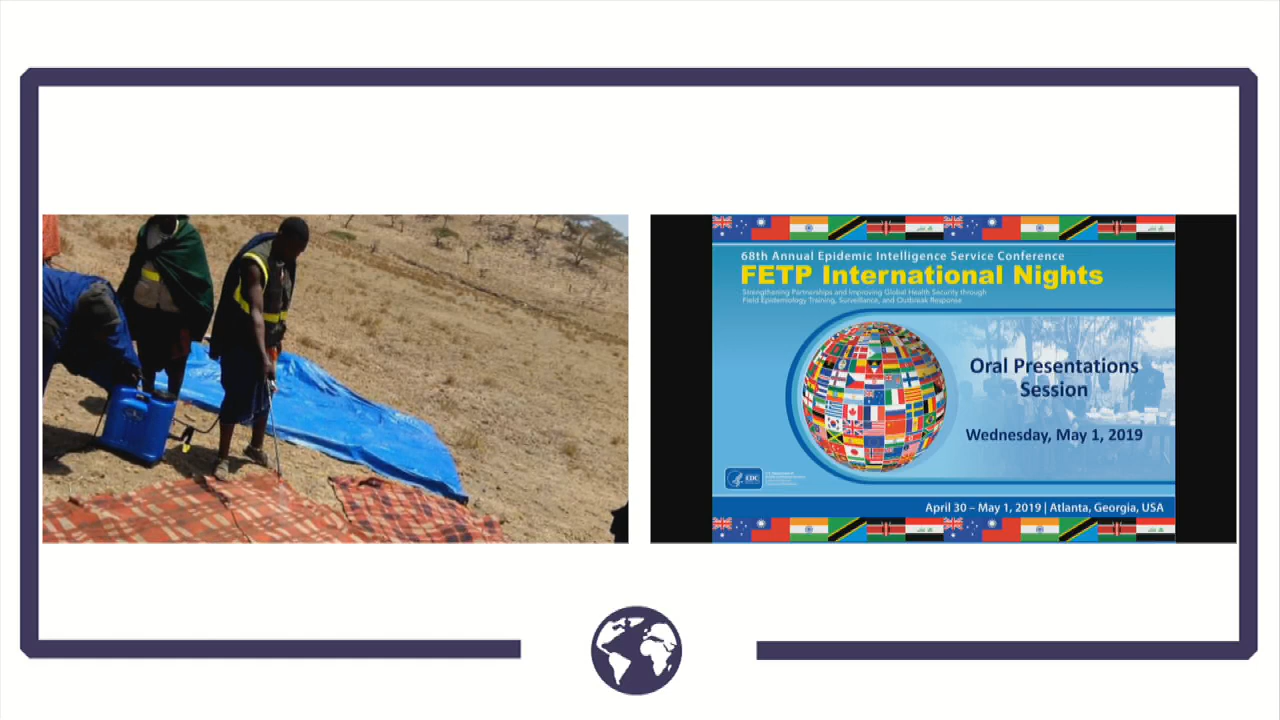 68th Annual Epidemic Intelligence Service Conference
FETP International Nights
Strengthening Partnerships and Improving Global Health Security through
Field Epidemiology Training, Surveillance, and Outbreak Response
Oral Presentations
Session
Wednesday, May 1, 2019
CDC
April 30 – May 1, 2019 | Atlanta, Georgia, USA